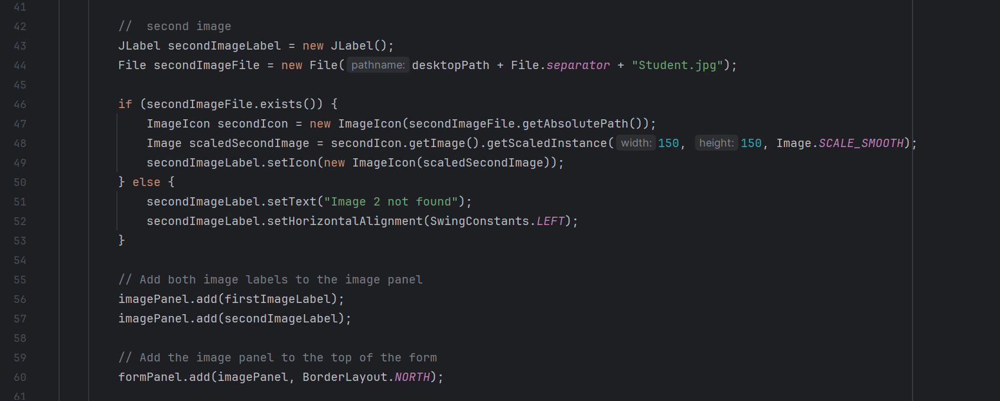 41
42 //  second image
43 JLabel secondImageLabel = new JLabel();
44 File secondImageFile = new File( pathname: desktopPath + File.separator + "Student.jpg");
45
46 if (secondImageFile.exists()) {
47     ImageIcon secondIcon = new ImageIcon(secondImageFile.getAbsolutePath());
48     Image scaledSecondImage = secondIcon.getImage().getScaledInstance( width: 150, height: 150, Image.SCALE_SMOOTH);
49     secondImageLabel.setIcon(new ImageIcon(scaledSecondImage));
50 } else {
51     secondImageLabel.setText("Image 2 not found");
52     secondImageLabel.setHorizontalAlignment(SwingConstants.LEFT);
53 }
54
55 // Add both image labels to the image panel
56 imagePanel.add(firstImageLabel);
57 imagePanel.add(secondImageLabel);
58
59 // Add the image panel to the top of the form
60 formPanel.add(imagePanel, BorderLayout.NORTH);
61